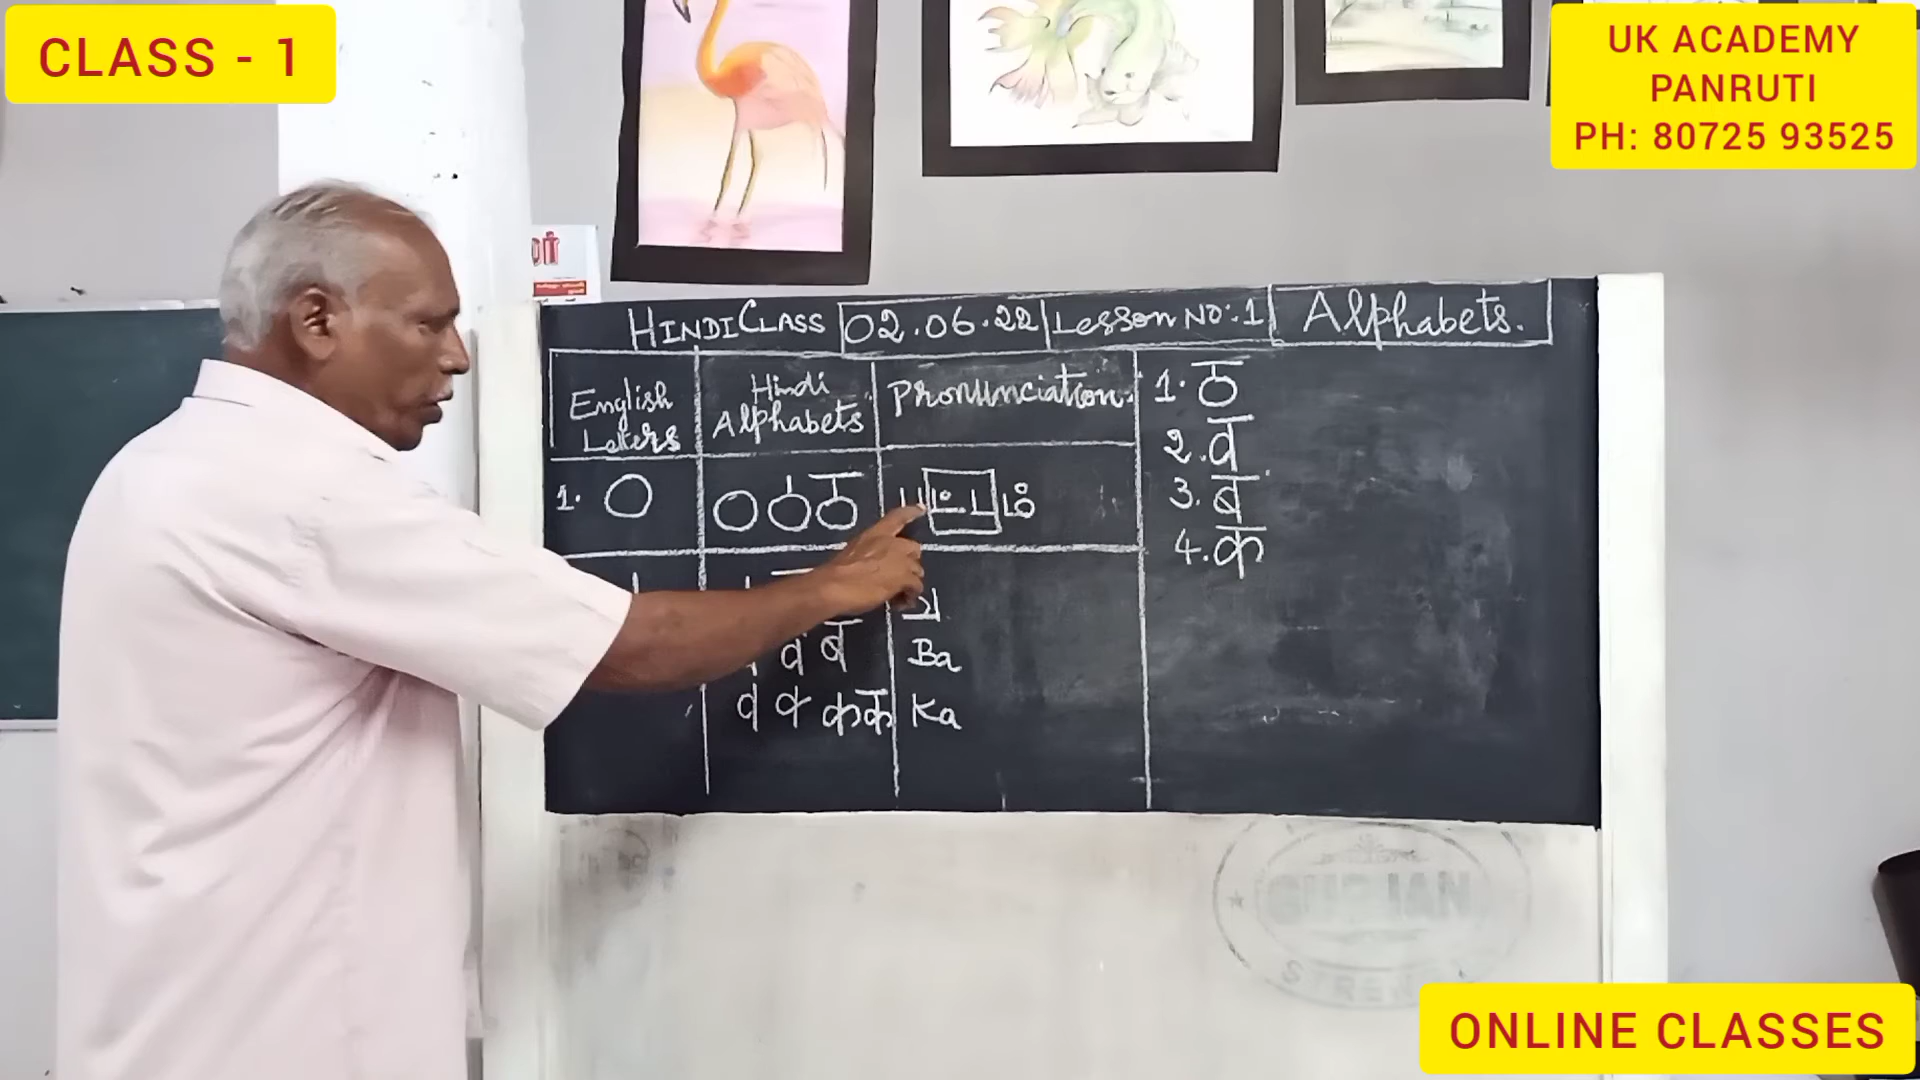 CLASS - 1
UK ACADEMY
PANRUTI
PH: 80725 93525
HINDI CLASS 02.06.22 Lesson No: 1 Alphabets.
English Letters
Hindi Alphabets
Pronunciation.
1. O
O ठ
ட்ட
1. ठ
2. व
3. ब
4. क
व ब Ba
व क क Ka
ONLINE CLASSES